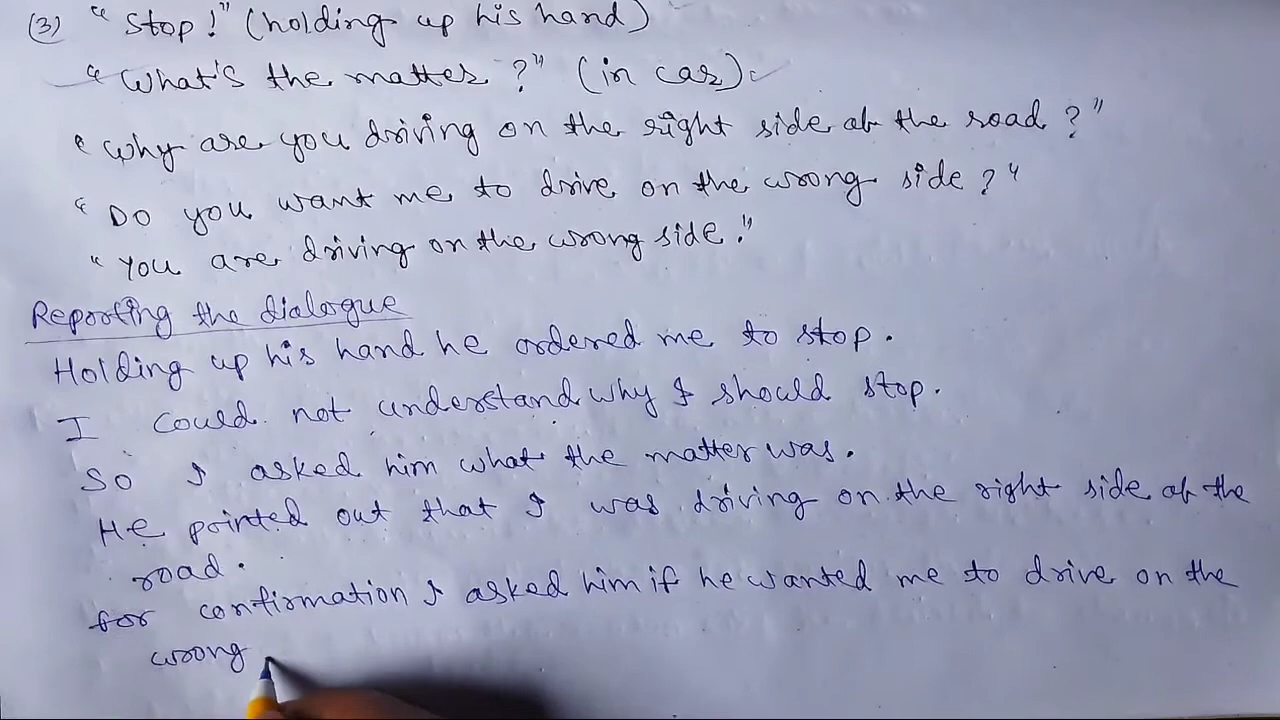 (3) "Stop!" (holding up his hand)
"What's the matter?" (in car).
"Why are you driving on the right side of the road?"
"Do you want me to drive on the wrong side?"
"You are driving on the wrong side."
Reporting the dialogue
Holding up his hand he ordered me to stop.
I could not understand why I should stop.
So I asked him what the matter was.
He pointed out that I was driving on the right side of the
road.
for confirmation I asked him if he wanted me to drive on the
wrong